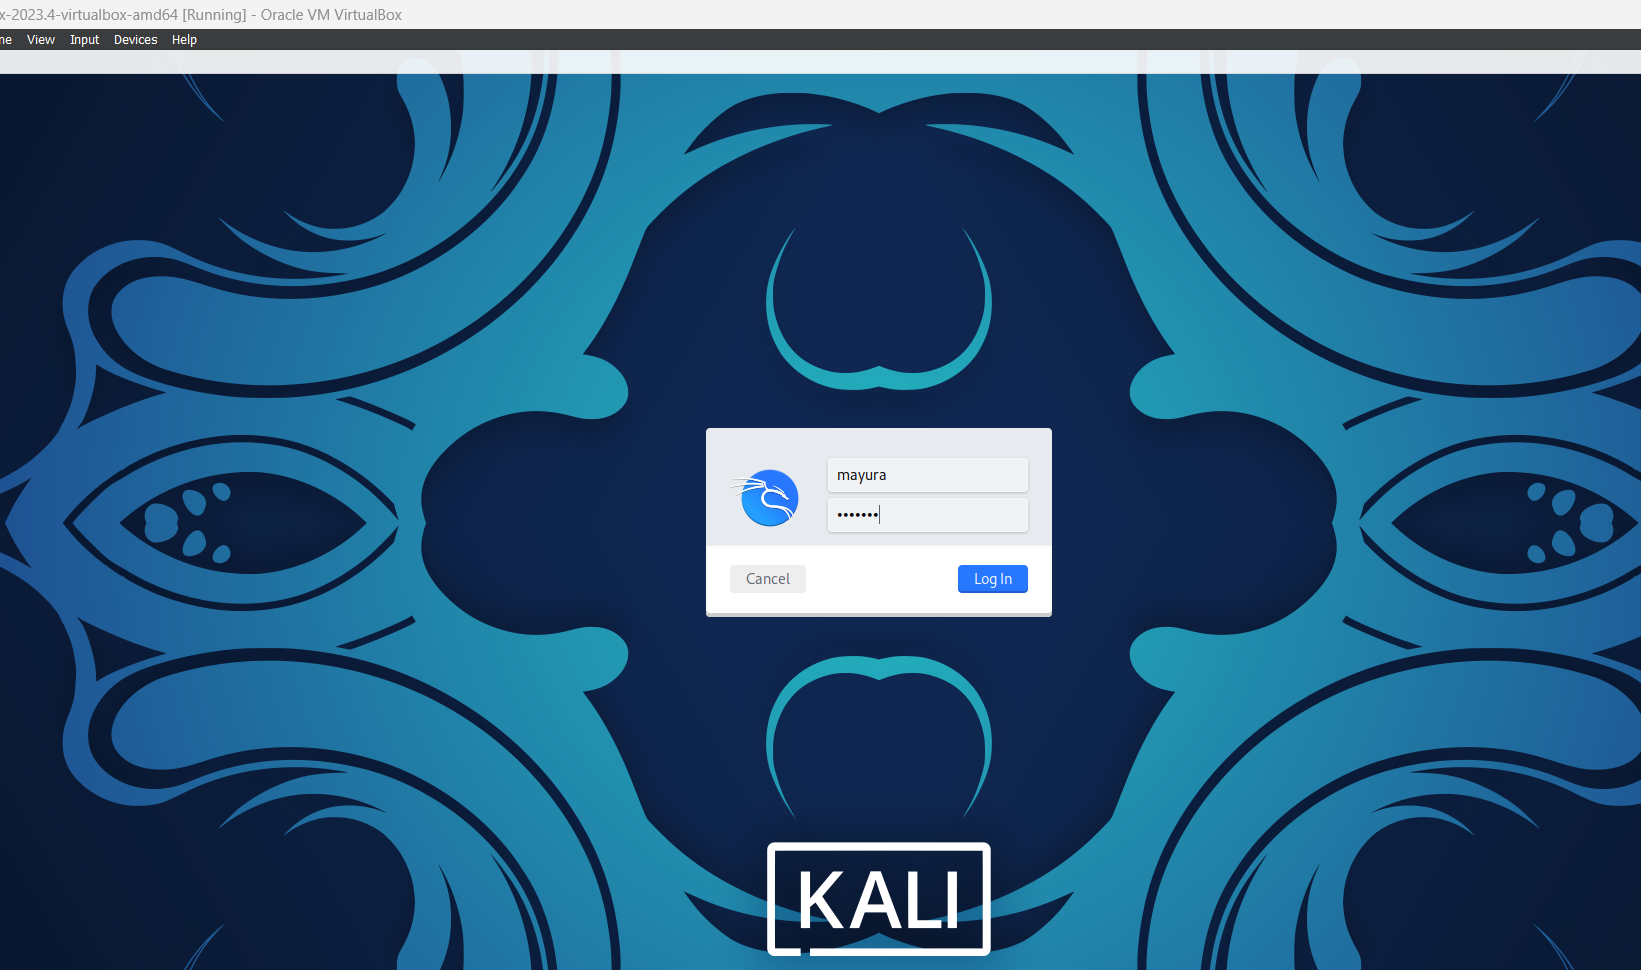 x-2023.4-virtualbox-amd64 [Running] - Oracle VM VirtualBox
ne View Input Devices Help
mayura
•••••••
Cancel Log In
KALI